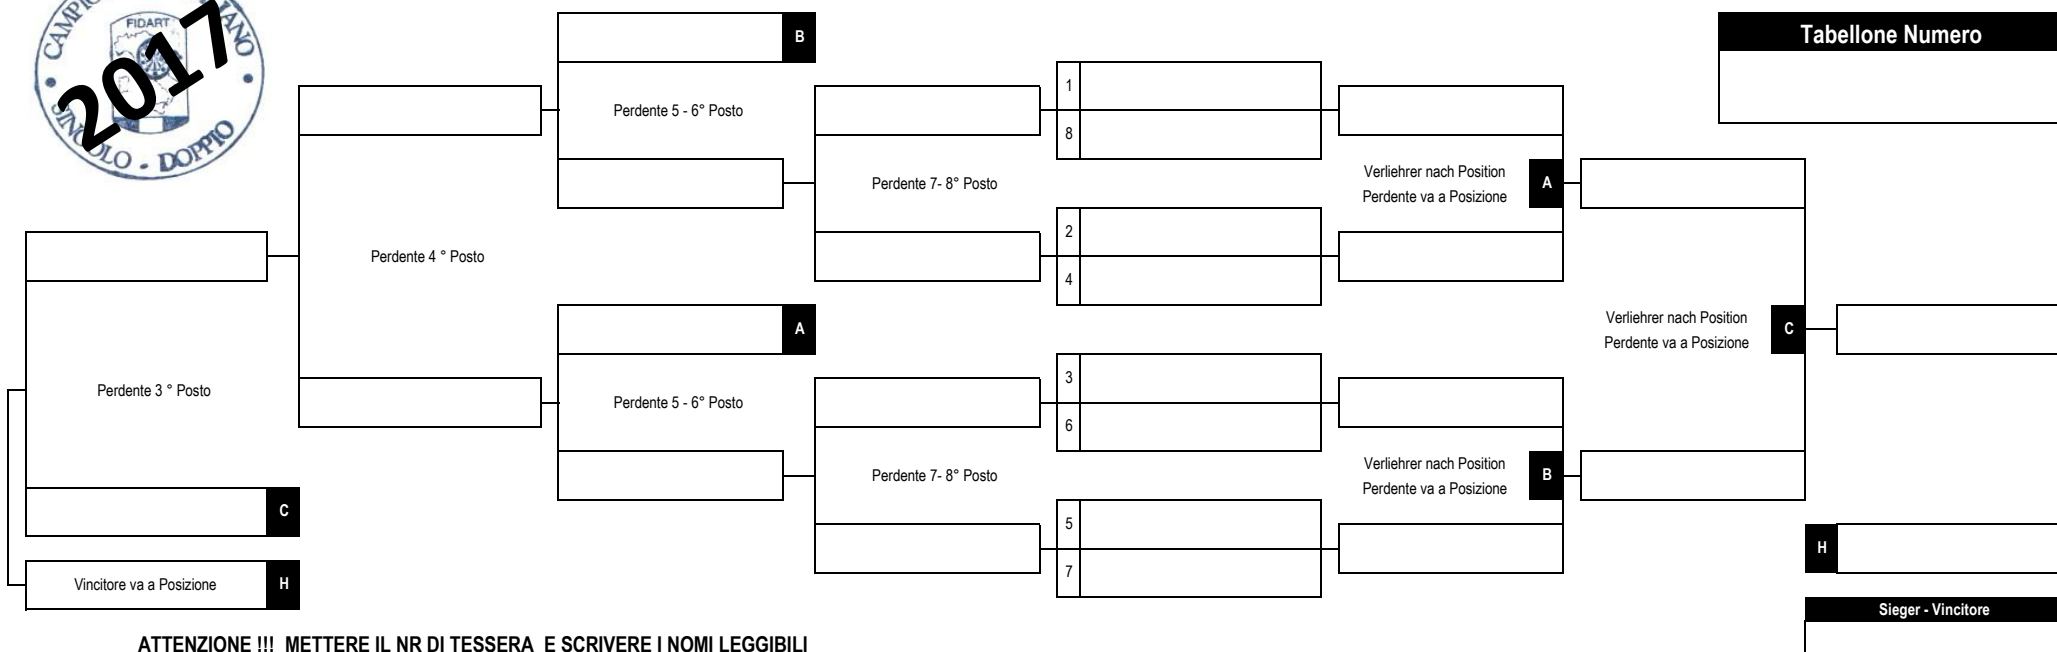 CAMPIO
IANO
FIDART
2017
SINGOLO - DOPPIO
B
Tabellone Numero
1
Perdente 5 - 6° Posto
8
Verliehrer nach Position
Perdente 7- 8° Posto
A
Perdente va a Posizione
2
Perdente 4 ° Posto
4
A
Verliehrer nach Position
C
Perdente va a Posizione
3
Perdente 3 ° Posto
Perdente 5 - 6° Posto
6
Verliehrer nach Position
Perdente 7- 8° Posto
B
Perdente va a Posizione
C
5
H
7
Vincitore va a Posizione
H
Sieger - Vincitore
ATTENZIONE !!! METTERE IL NR DI TESSERA E SCRIVERE I NOMI LEGGIBILI